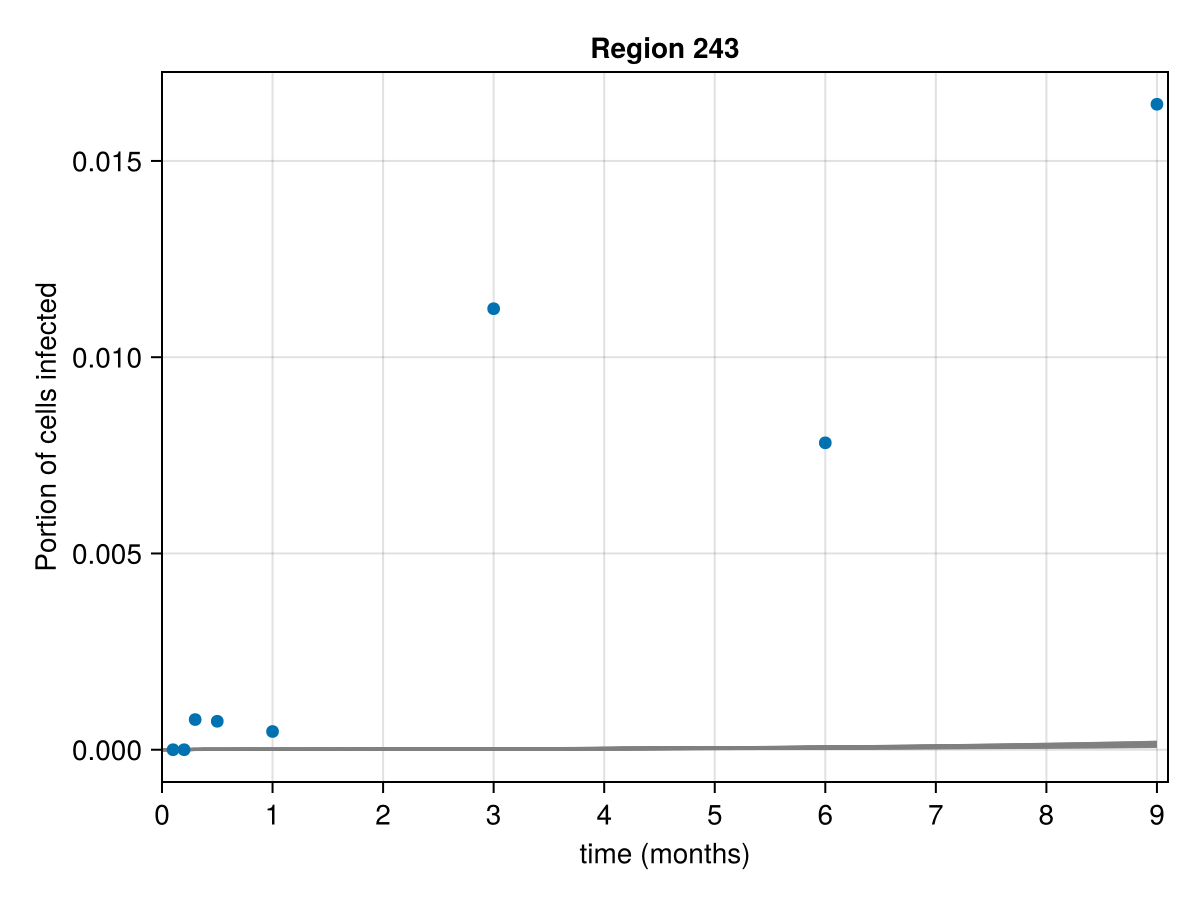 Region 243
Portion of cells infected
0.015
0.010
0.005
0.000
0 1 2 3 4 5 6 7 8 9
time (months)